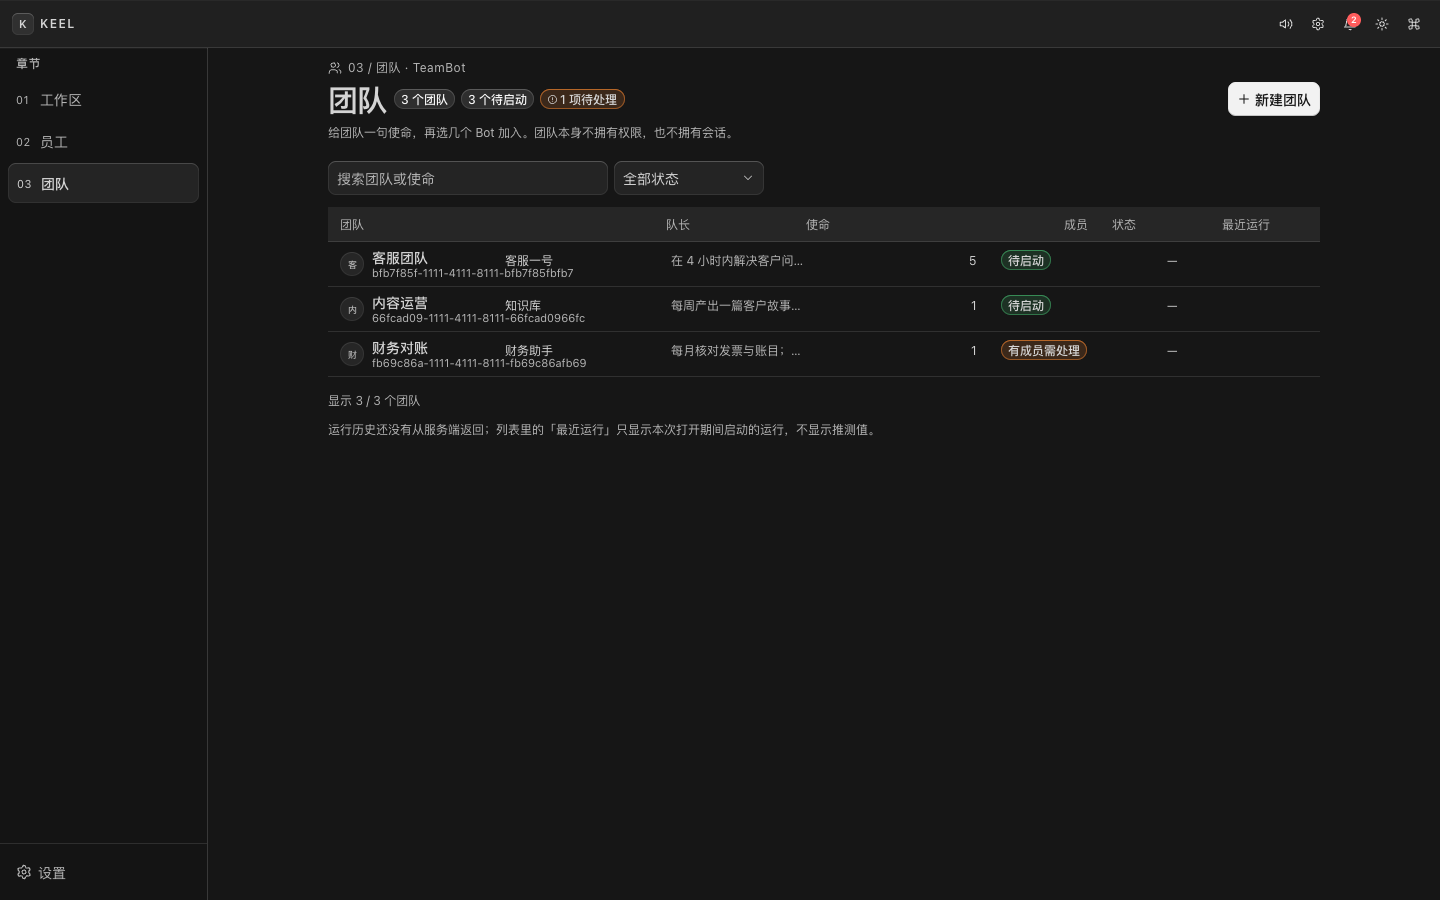 K KEEL
2
章节
01 工作区
02 员工
03 团队
设置
03 / 团队 · TeamBot
团队 3 个团队 3 个待启动 1 项待处理
+ 新建团队
给团队一句使命，再选几个 Bot 加入。团队本身不拥有权限，也不拥有会话。
搜索团队或使命 全部状态
团队 队长 使命 成员 状态 最近运行
客 客服团队 客服一号 在 4 小时内解决客户问... 5 待启动 —
bfb7f85f-1111-4111-8111-bfb7f85fbfb7
内 内容运营 知识库 每周产出一篇客户故事... 1 待启动 —
66fcad09-1111-4111-8111-66fcad0966fc
财 财务对账 财务助手 每月核对发票与账目；... 1 有成员需处理 —
fb69c86a-1111-4111-8111-fb69c86afb69
显示 3 / 3 个团队
运行历史还没有从服务端返回；列表里的「最近运行」只显示本次打开期间启动的运行，不显示推测值。